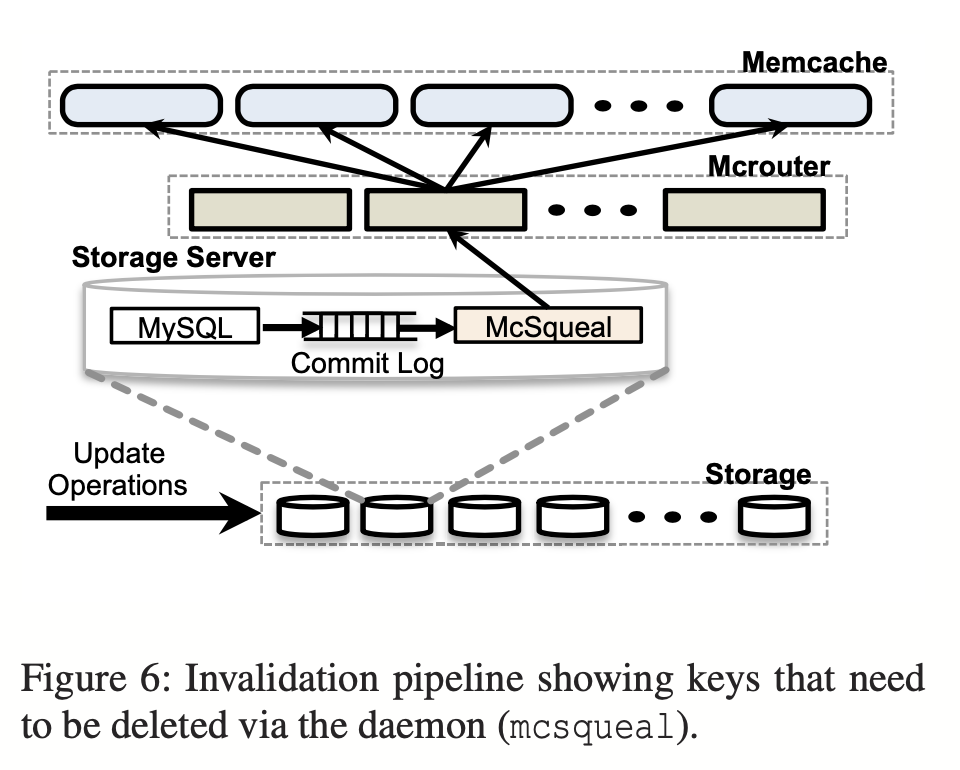 Memcache
Mcrouter
Storage Server
MySQL
McSqueal
Commit Log
Update
Operations
Storage
Figure 6: Invalidation pipeline showing keys that need
to be deleted via the daemon (mcsqueal).